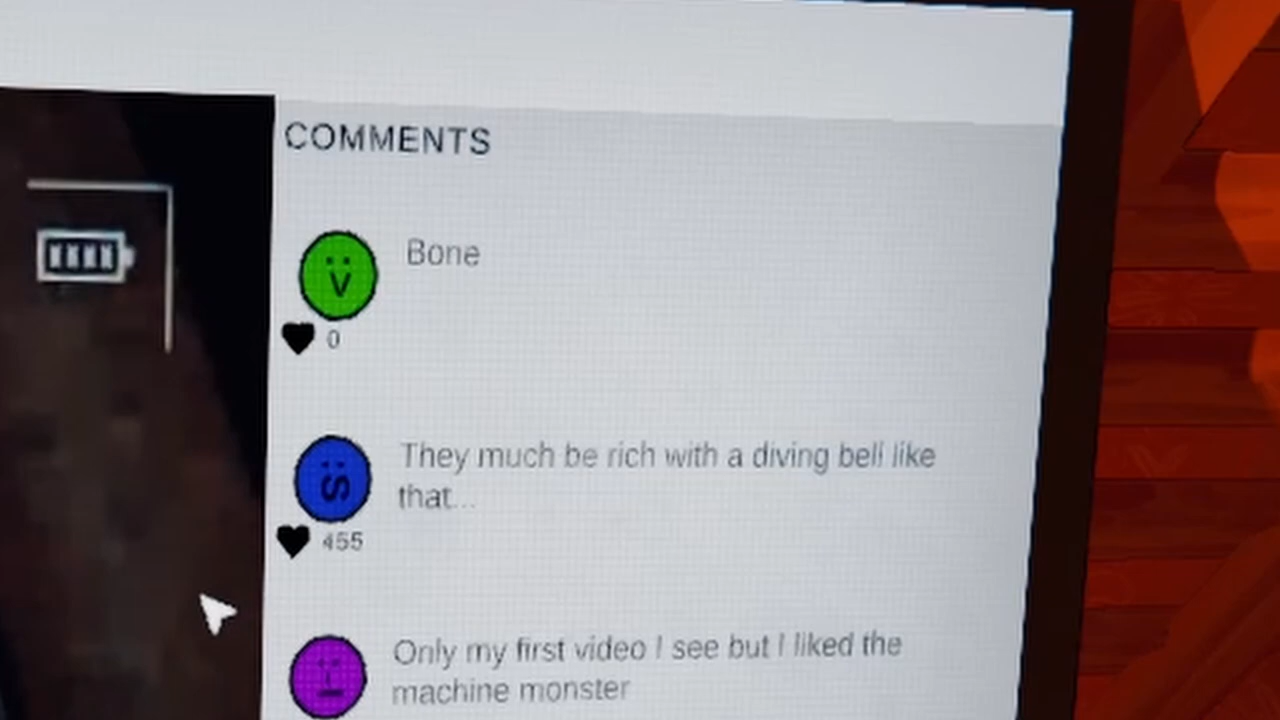 COMMENTS
Bone
0
They much be rich with a diving bell like
that...
455
Only my first video I see but I liked the
machine monster